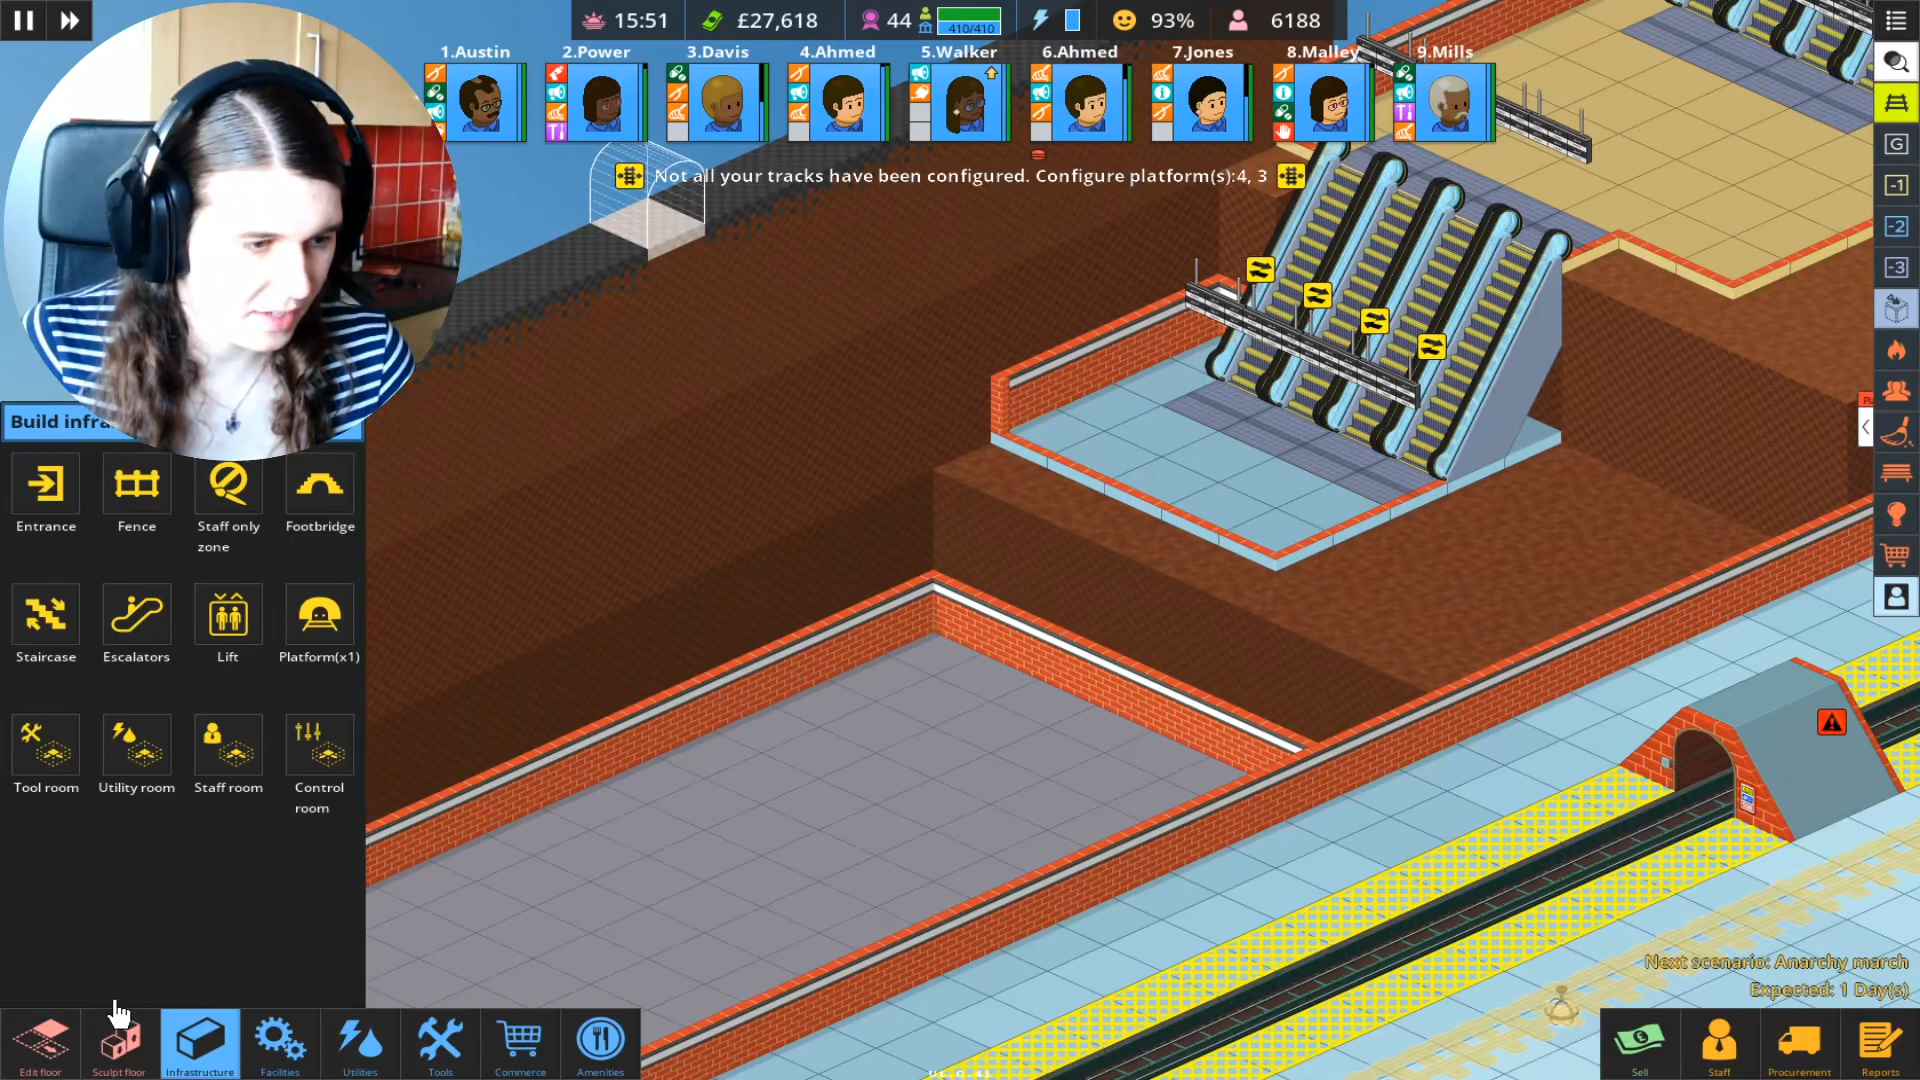 15:51
£27,618
44
410/410
93%
6188
1.Austin
2.Power
3.Davis
4.Ahmed
5.Walker
6.Ahmed
7.Jones
8.Malley
9.Mills
Not all your tracks have been configured. Configure platform(s):4, 3
G
-1
-2
-3
Build infra
Entrance
Fence
Staff only
zone
Footbridge
Staircase
Escalators
Lift
Platform(x1)
Tool room
Utility room
Staff room
Control
room
Next scenario: Anarchy march
Expected: 1 Day(s)
Edit floor
Sculpt floor
Infrastructure
Facilities
Utilities
Tools
Commerce
Amenities
Sell
Staff
Procurement
Reports